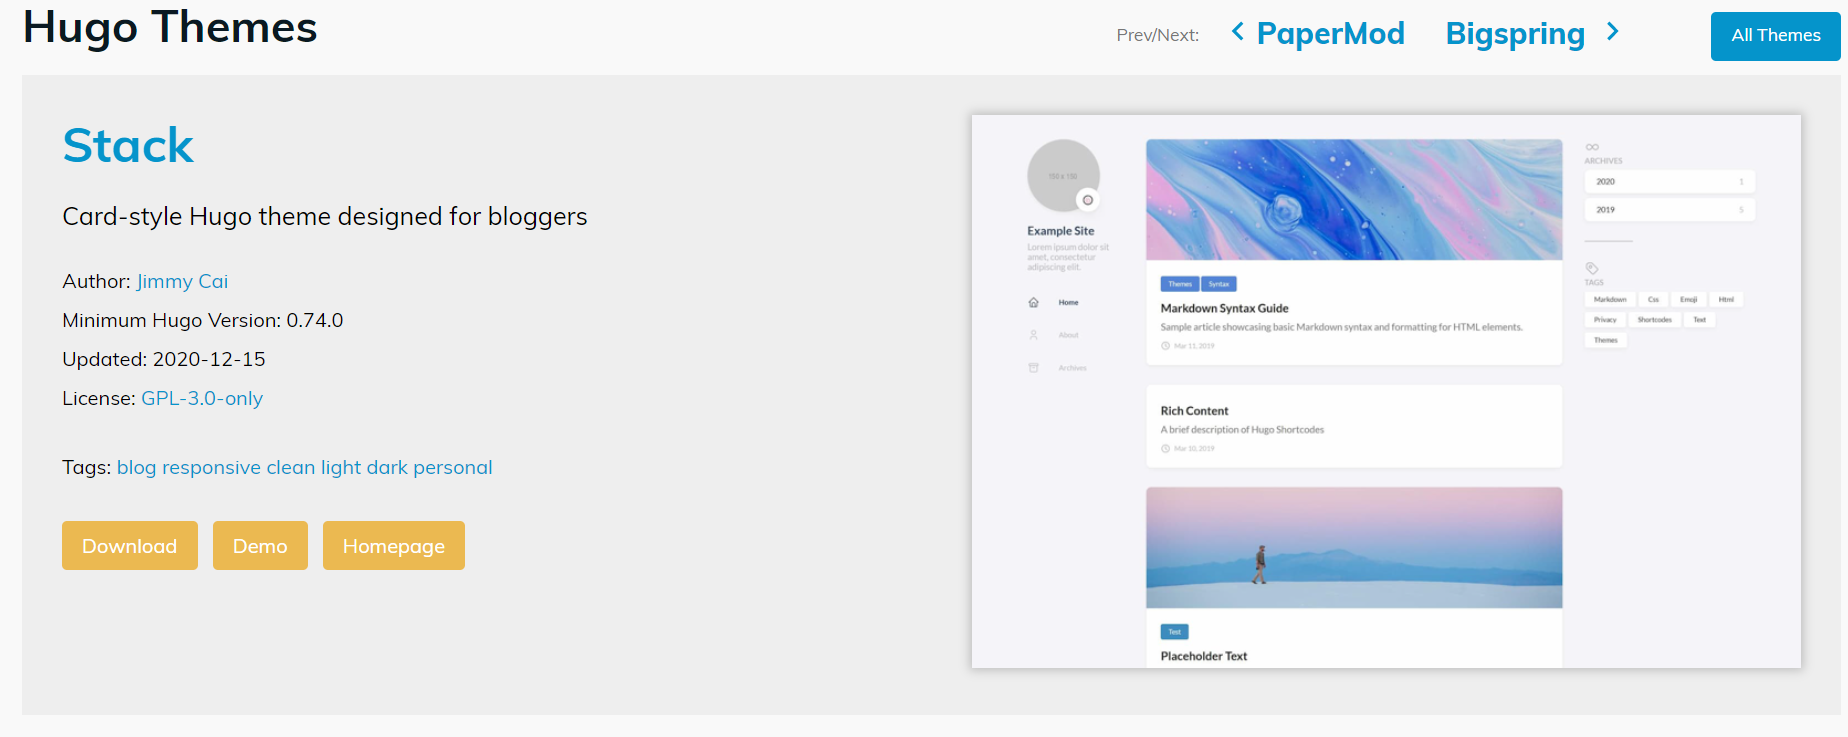 Hugo Themes
Prev/Next:
PaperMod
Bigspring
All Themes
Stack
Card-style Hugo theme designed for bloggers
Author: Jimmy Cai
Minimum Hugo Version: 0.74.0
Updated: 2020-12-15
License: GPL-3.0-only
Tags: blog responsive clean light dark personal
Download
Demo
Homepage
150 x 150
Example Site
Lorem ipsum dolor sit
amet, consectetur
adipiscing elit.
Home
About
Archives
Themes
Syntax
Markdown Syntax Guide
Sample article showcasing basic Markdown syntax and formatting for HTML elements.
Mar 11, 2019
Rich Content
A brief description of Hugo Shortcodes
Mar 10, 2019
Text
Placeholder Text
ARCHIVES
2020 1
2019 5
TAGS
Markdown Css Emoji Html
Privacy Shortcodes Text
Themes